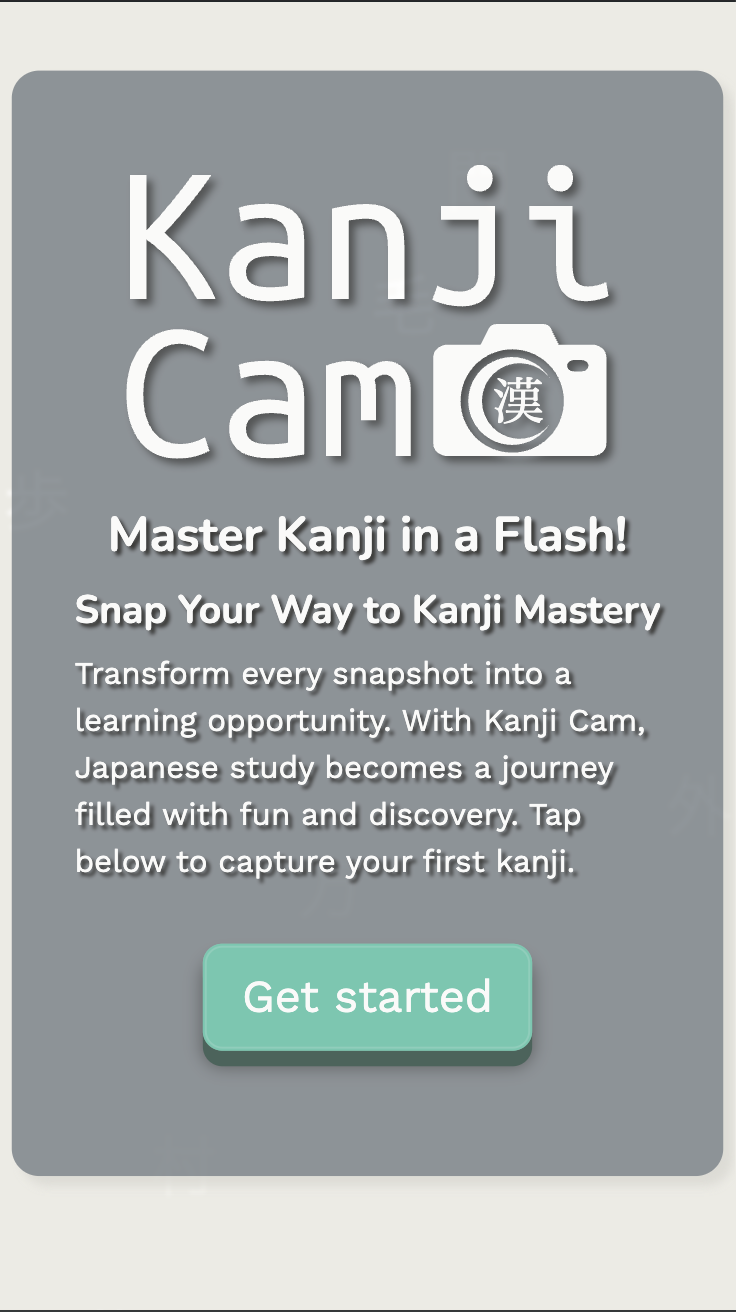 Kanji
Cam
漢
Master Kanji in a Flash!
Snap Your Way to Kanji Mastery
Transform every snapshot into a
learning opportunity. With Kanji Cam,
Japanese study becomes a journey
filled with fun and discovery. Tap
below to capture your first kanji.
Get started
歩
外